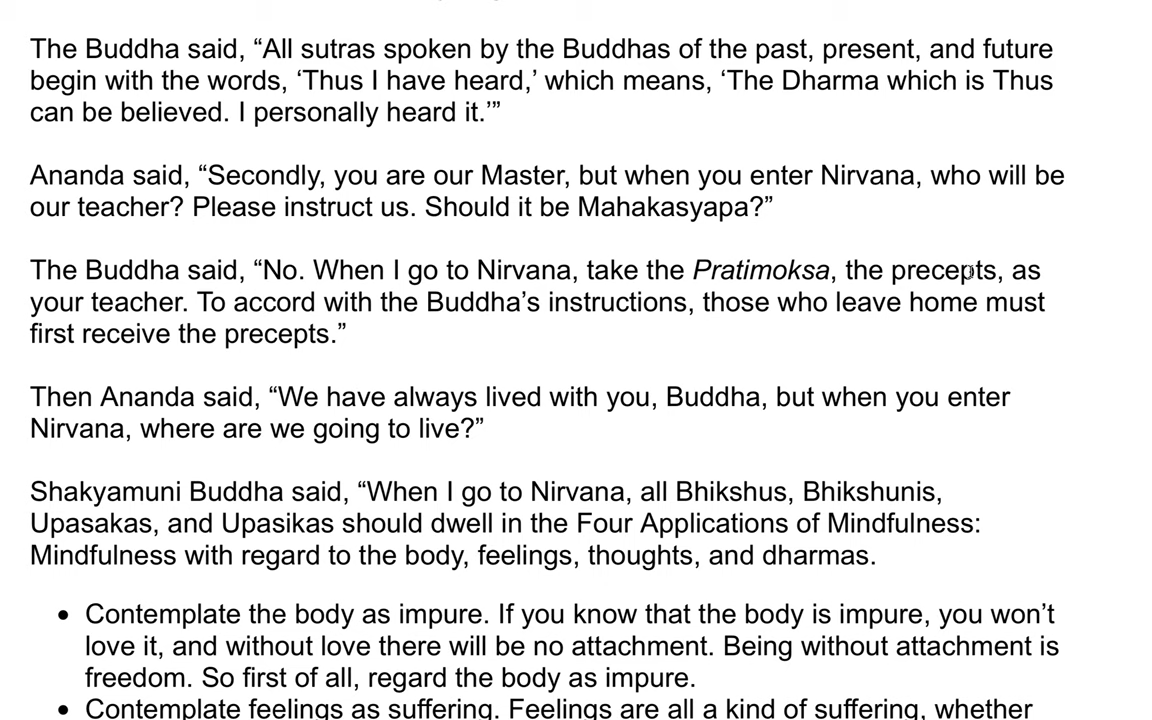 The Buddha said, “All sutras spoken by the Buddhas of the past, present, and future
begin with the words, ‘Thus I have heard,’ which means, ‘The Dharma which is Thus
can be believed. I personally heard it.’”
Ananda said, “Secondly, you are our Master, but when you enter Nirvana, who will be
our teacher? Please instruct us. Should it be Mahakasyapa?”
The Buddha said, “No. When I go to Nirvana, take the Pratimoksa, the precepts, as
your teacher. To accord with the Buddha’s instructions, those who leave home must
first receive the precepts.”
Then Ananda said, “We have always lived with you, Buddha, but when you enter
Nirvana, where are we going to live?”
Shakyamuni Buddha said, “When I go to Nirvana, all Bhikshus, Bhikshunis,
Upasakas, and Upasikas should dwell in the Four Applications of Mindfulness:
Mindfulness with regard to the body, feelings, thoughts, and dharmas.
• Contemplate the body as impure. If you know that the body is impure, you won’t
love it, and without love there will be no attachment. Being without attachment is
freedom. So first of all, regard the body as impure.
• Contemplate feelings as suffering. Feelings are all a kind of suffering, whether